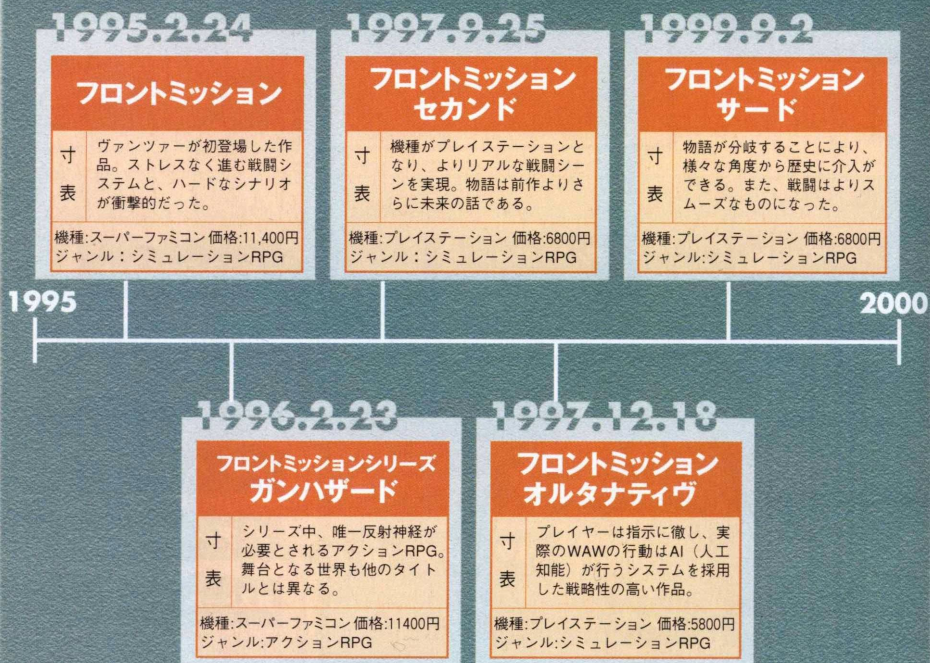 1995.2.24
フロントミッション
寸表
ヴァンツァーが初登場した作
品。ストレスなく進む戦闘シ
ステムと、ハードなシナリオ
が衝撃的だった。
機種:スーパーファミコン 価格:11,400円
ジャンル:シミュレーションRPG
1997.9.25
フロントミッション
セカンド
寸表
機種がプレイステーションと
なり、よりリアルな戦闘シー
ンを実現。物語は前作よりさ
らに未来の話である。
機種:プレイステーション 価格:6800円
ジャンル:シミュレーションRPG
1999.9.2
フロントミッション
サード
寸表
物語が分岐することにより、
様々な角度から歴史に介入が
できる。また、戦闘はよりス
ムーズなものになった。
機種:プレイステーション 価格:6800円
ジャンル:シミュレーションRPG
1995
2000
1996.2.23
フロントミッションシリーズ
ガンハザード
寸表
シリーズ中、唯一反射神経が
必要とされるアクションRPG。
舞台となる世界も他のタイト
ルとは異なる。
機種:スーパーファミコン 価格:11400円
ジャンル:アクションRPG
1997.12.18
フロントミッション
オルタナティヴ
寸表
プレイヤーは指示に徹し、実
際のWAWの行動はAI(人工
知能)が行うシステムを採用
した戦略性の高い作品。
機種:プレイステーション 価格:5800円
ジャンル:シミュレーションRPG